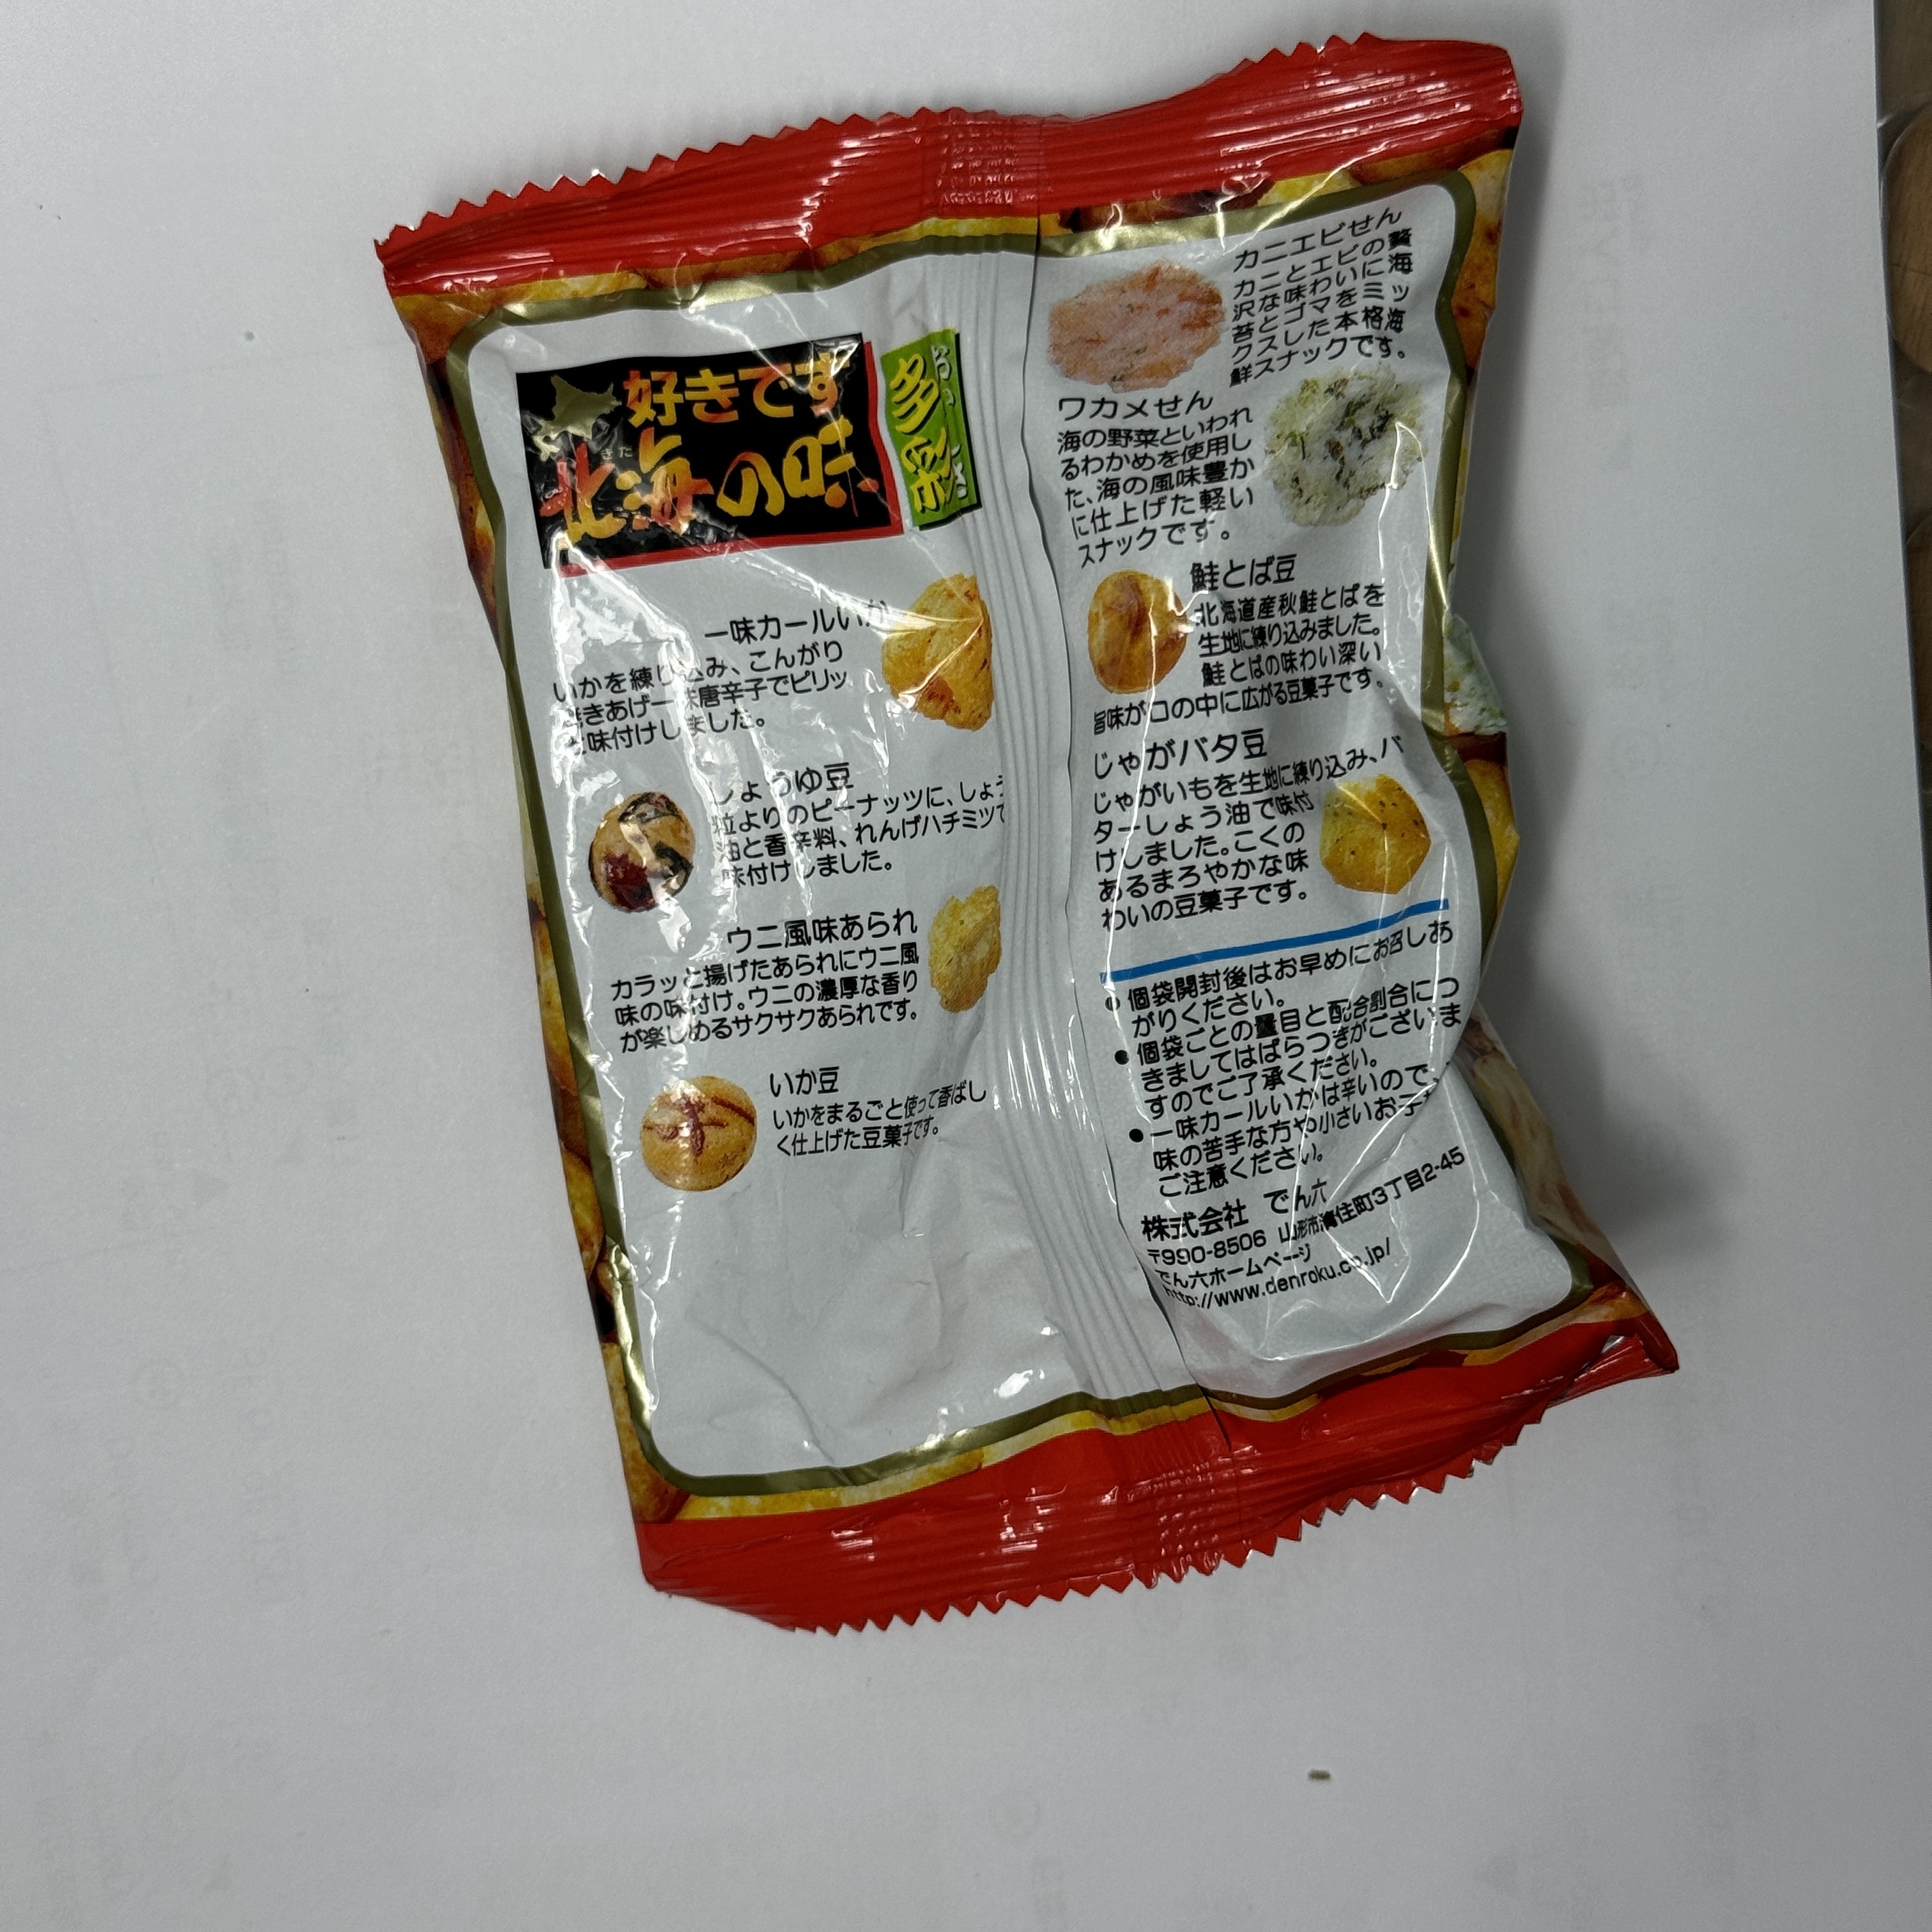 好きです
きた
北海の味
おいしさ
多彩
一味カールいか
いかを練り込み、こんがり
焼きあげ一味唐辛子でピリッ
と味付けしました。
しょうゆ豆
粒よりのピーナッツに、しょう
油と香辛料、れんげハチミツで
味付けしました。
ウニ風味あられ
カラッと揚げたあられにウニ風
味の味付け。ウニの濃厚な香り
が楽しめるサクサクあられです。
いか豆
いかをまるごと使って香ばし
く仕上げた豆菓子です。
カニエビせん
カニとエビの贅
沢な味わいに海
苔とゴマをミッ
クスした本格海
鮮スナックです。
ワカメせん
海の野菜といわれ
るわかめを使用し
た、海の風味豊か
に仕上げた軽い
スナックです。
鮭とば豆
北海道産秋鮭とばを
生地に練り込みました。
鮭とばの味わい深い
旨味が口の中に広がる豆菓子です。
じゃがバタ豆
じゃがいもを生地に練り込み、バ
ターしょう油で味付
けしました。こくの
あるまろやかな味
わいの豆菓子です。
●個袋開封後はお早めにお召しあ
がりください。
●個袋ごとの量目と配合割合につ
きましてはばらつきがございま
すのでご了承ください。
●一味カールいかは辛いので、
味の苦手な方や小さいお子
ご注意ください。
株式会社 でん六
〒990-8506 山形市清住町3丁目2-45
でん六ホームページ
http://www.denroku.co.jp/